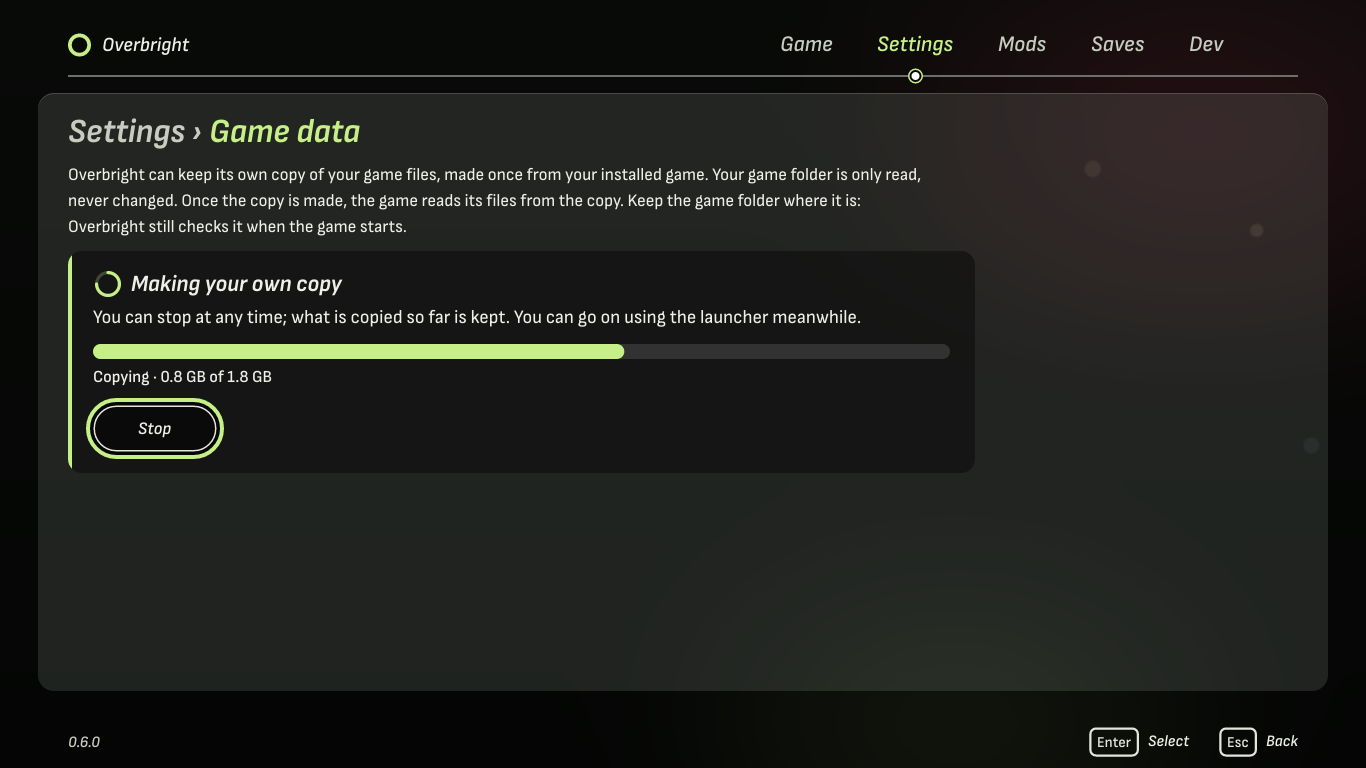 Overbright
Game
Settings
Mods
Saves
Dev
Settings › Game data
Overbright can keep its own copy of your game files, made once from your installed game. Your game folder is only read,
never changed. Once the copy is made, the game reads its files from the copy. Keep the game folder where it is:
Overbright still checks it when the game starts.
Making your own copy
You can stop at any time; what is copied so far is kept. You can go on using the launcher meanwhile.
Copying · 0.8 GB of 1.8 GB
Stop
0.6.0
Enter Select
Esc Back